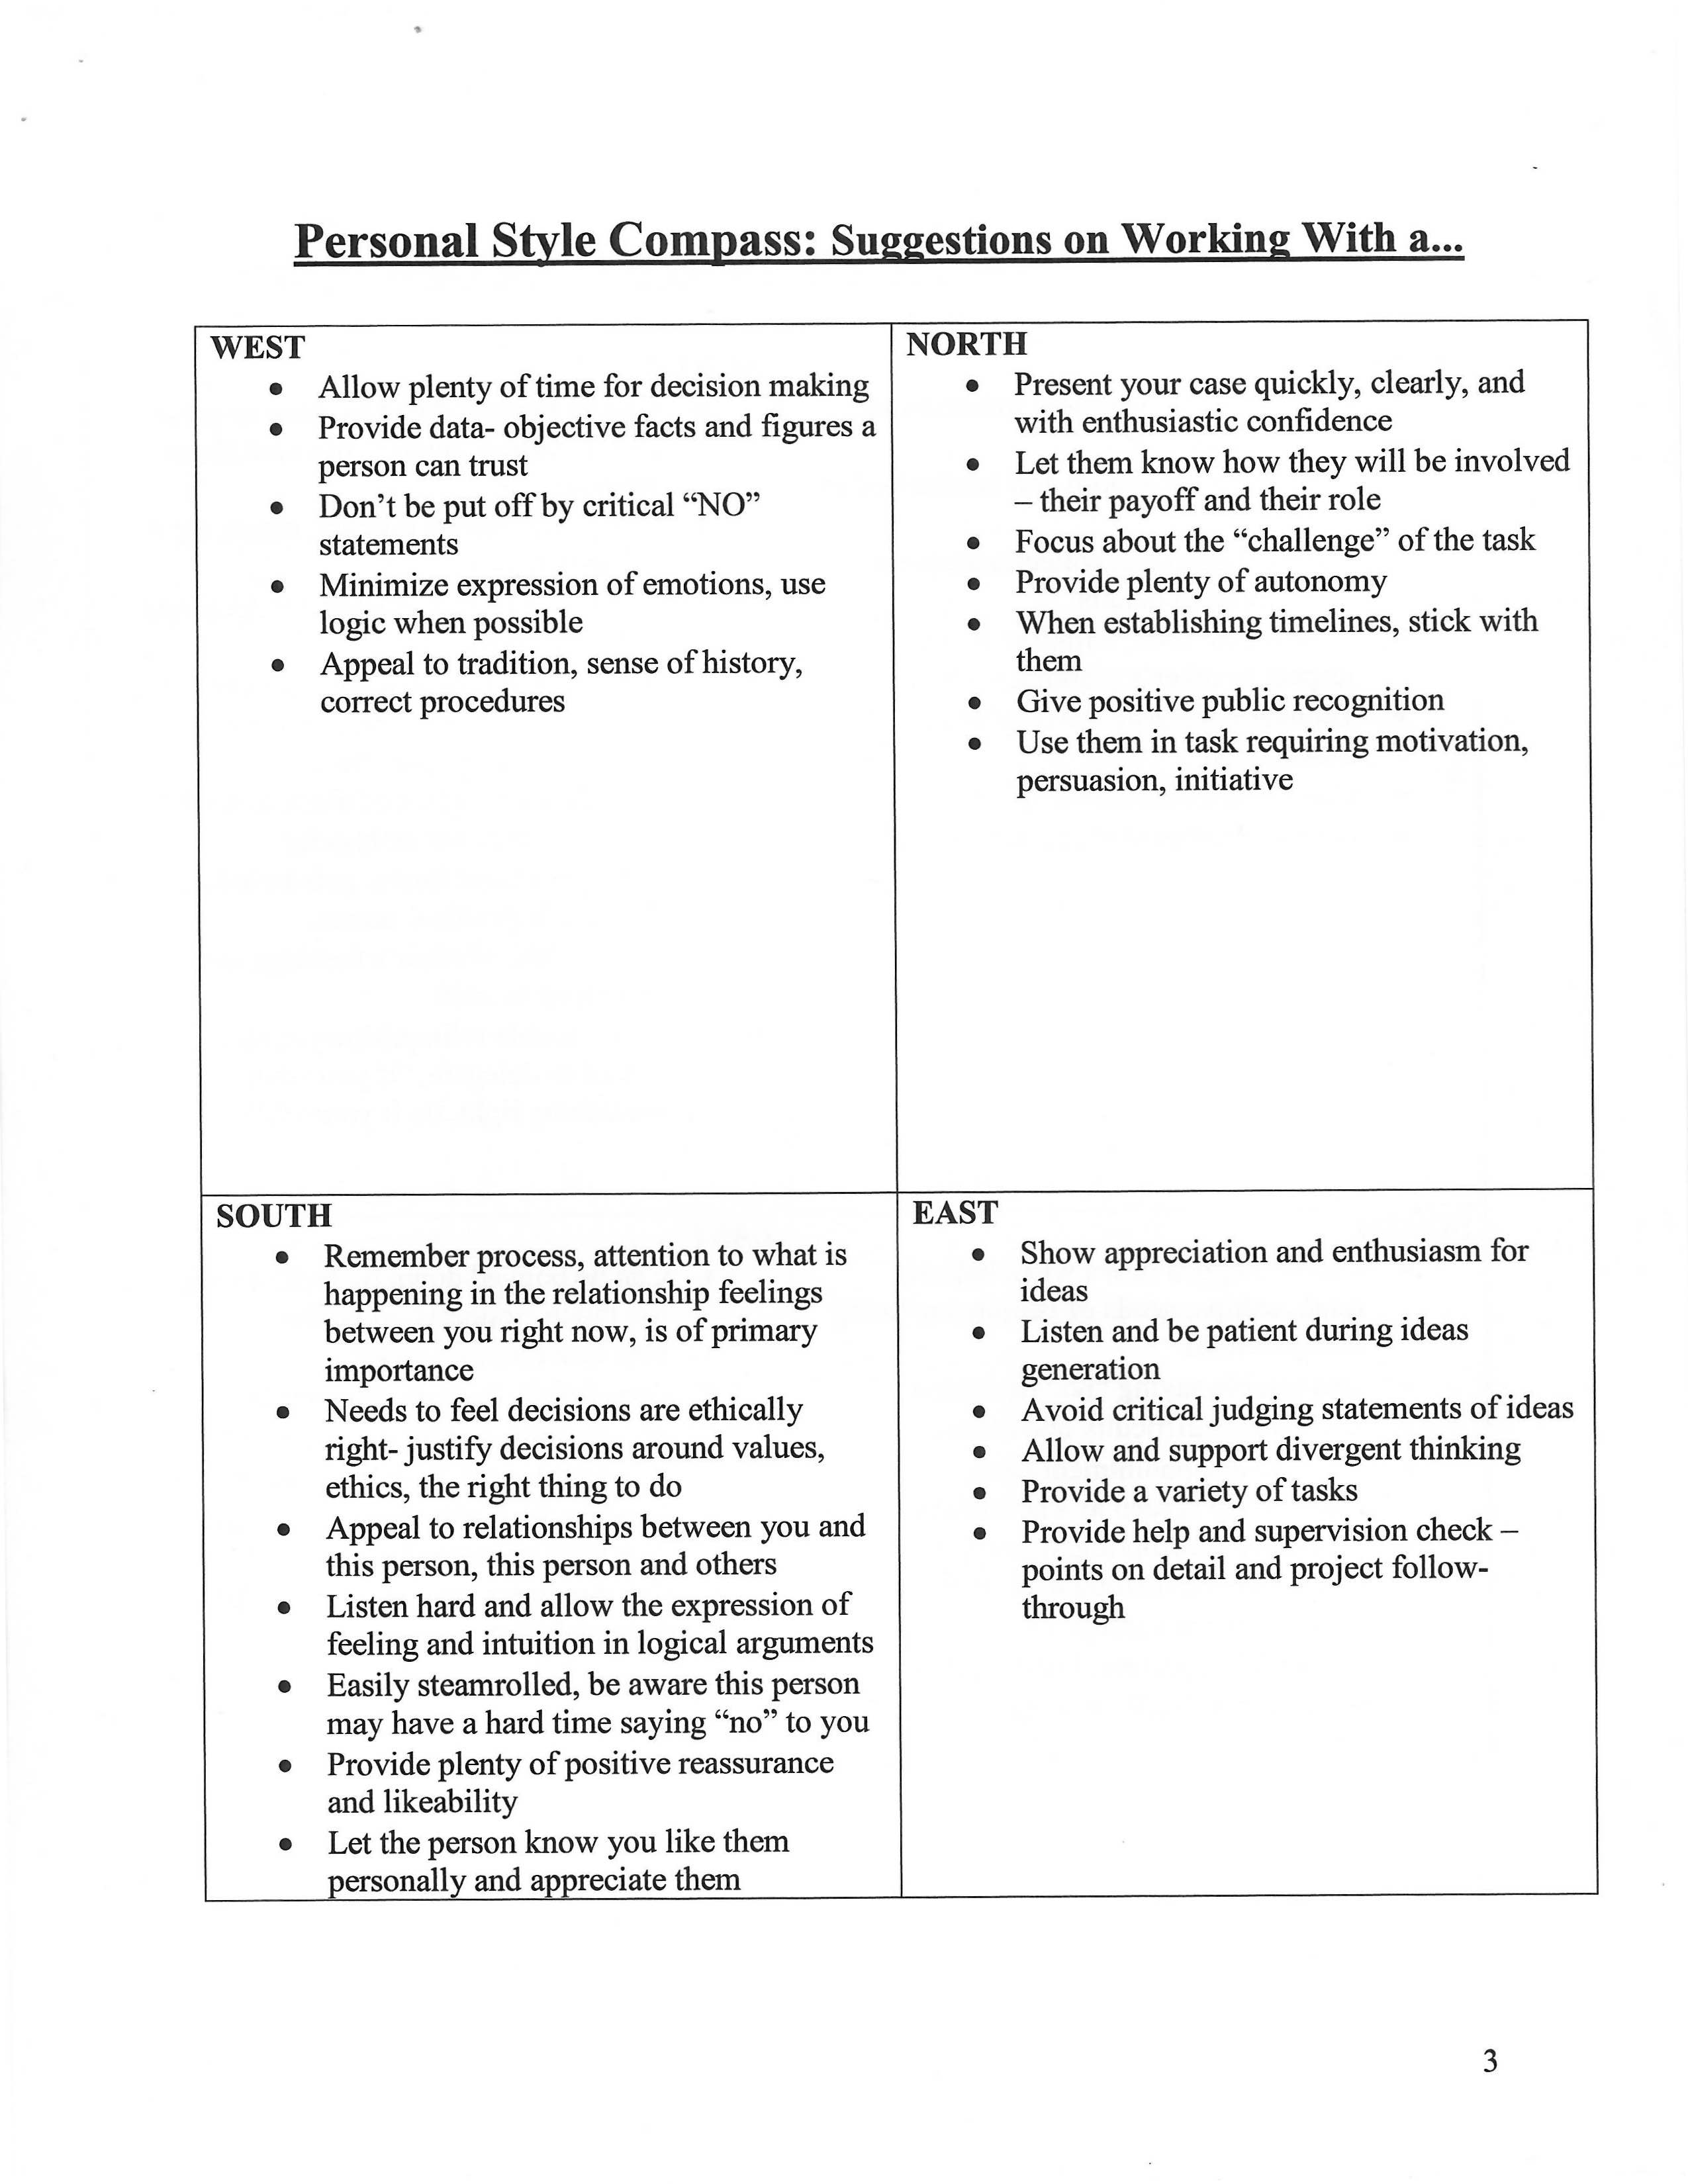 Personal Style Compass: Suggestions on Working With a...
WEST
• Allow plenty of time for decision making
• Provide data- objective facts and figures a
person can trust
• Don't be put off by critical “NO”
statements
• Minimize expression of emotions, use
logic when possible
• Appeal to tradition, sense of history,
correct procedures
NORTH
• Present your case quickly, clearly, and
with enthusiastic confidence
• Let them know how they will be involved
– their payoff and their role
• Focus about the “challenge” of the task
• Provide plenty of autonomy
• When establishing timelines, stick with
them
• Give positive public recognition
• Use them in task requiring motivation,
persuasion, initiative
SOUTH
• Remember process, attention to what is
happening in the relationship feelings
between you right now, is of primary
importance
• Needs to feel decisions are ethically
right- justify decisions around values,
ethics, the right thing to do
• Appeal to relationships between you and
this person, this person and others
• Listen hard and allow the expression of
feeling and intuition in logical arguments
• Easily steamrolled, be aware this person
may have a hard time saying “no” to you
• Provide plenty of positive reassurance
and likeability
• Let the person know you like them
personally and appreciate them
EAST
• Show appreciation and enthusiasm for
ideas
• Listen and be patient during ideas
generation
• Avoid critical judging statements of ideas
• Allow and support divergent thinking
• Provide a variety of tasks
• Provide help and supervision check –
points on detail and project follow-
through
3